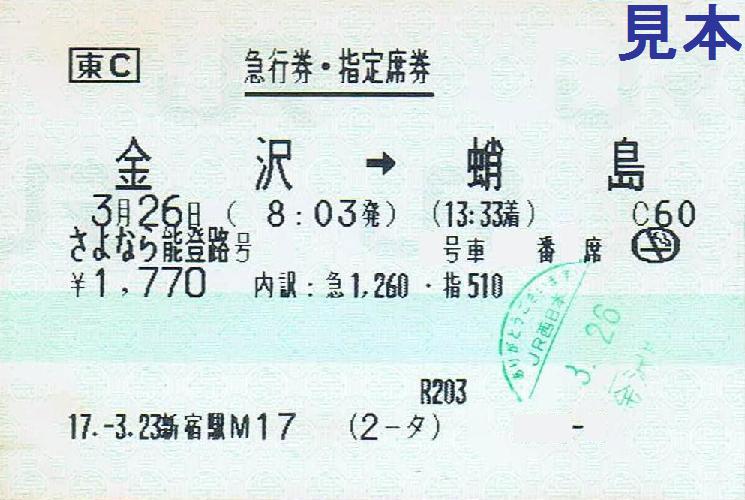 見本
東C 急行券・指定席券
金沢 → 蛸島
3月26日 ( 8:03発) (13:33着) C60
さよなら能登路号 号車 番 席
¥1,770 内訳:急1,260・指510
ありがとうございます
JR西日本
3.26
R203
17.-3.23新宿駅M17 (2-タ) -